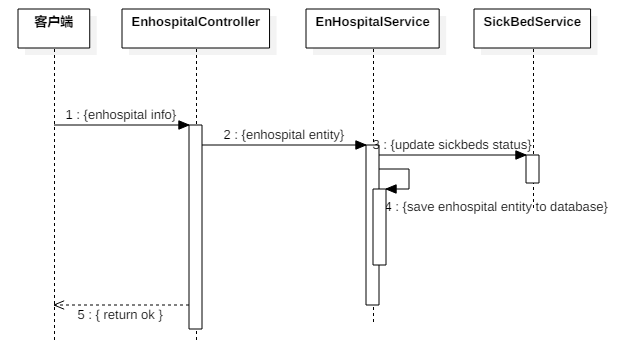 客户端
EnhospitalController
EnHospitalService
SickBedService
1 : {enhospital info}
2 : {enhospital entity}
3 : {update sickbeds status}
4 : {save enhospital entity to database}
5 : { return ok }